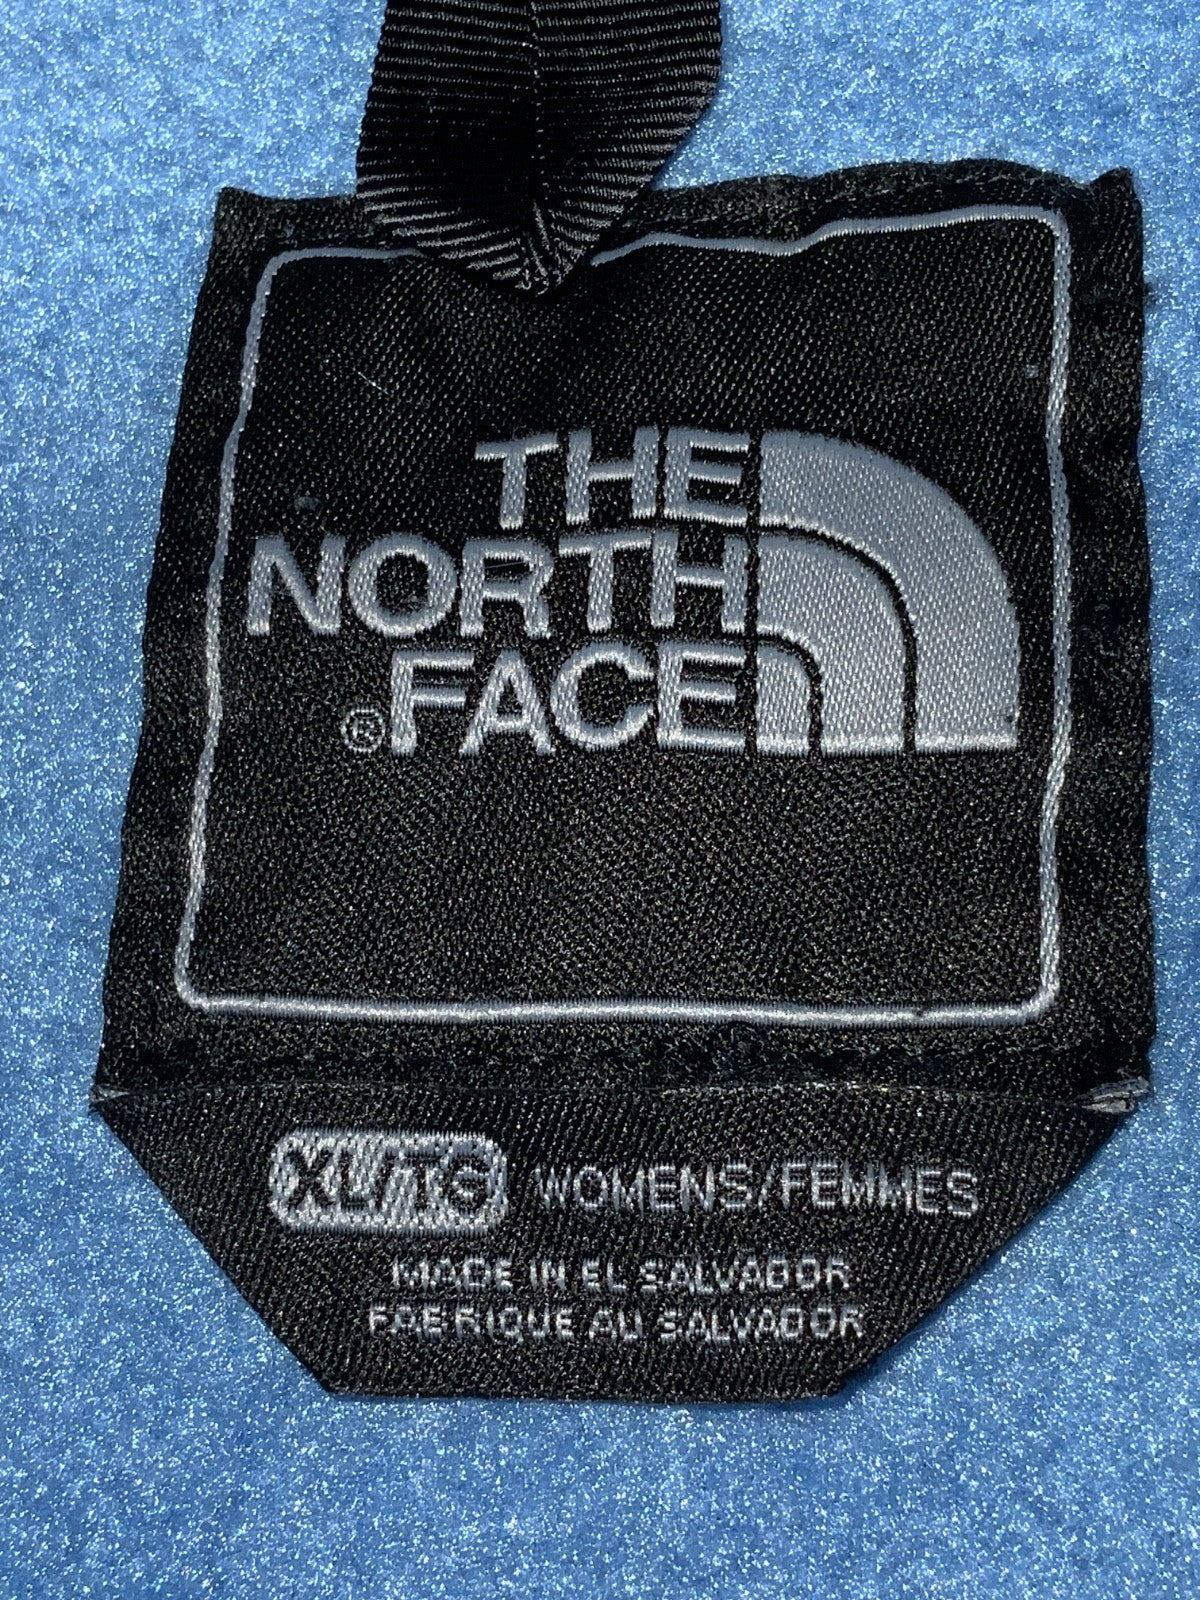 THE
NORTH
®FACE
XL/TG WOMENS/FEMMES
MADE IN EL SALVADOR
FABRIQUE AU SALVADOR